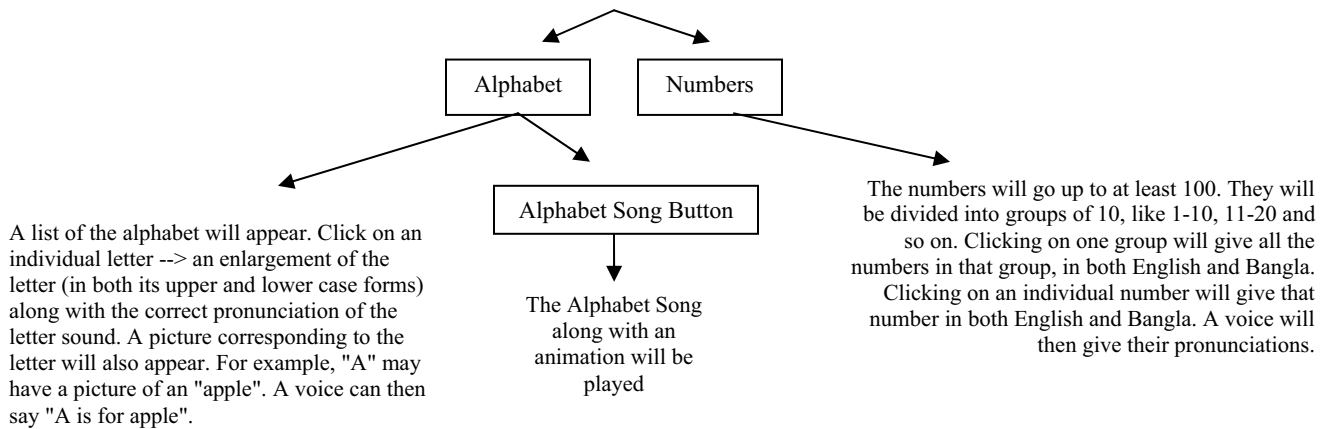 Alphabet
Numbers
A list of the alphabet will appear. Click on an
individual letter --> an enlargement of the
letter (in both its upper and lower case forms)
along with the correct pronunciation of the
letter sound. A picture corresponding to the
letter will also appear. For example, "A" may
have a picture of an "apple". A voice can then
say "A is for apple".
Alphabet Song Button
The Alphabet Song
along with an
animation will be
played
The numbers will go up to at least 100. They will
be divided into groups of 10, like 1-10, 11-20 and
so on. Clicking on one group will give all the
numbers in that group, in both English and Bangla.
Clicking on an individual number will give that
number in both English and Bangla. A voice will
then give their pronunciations.